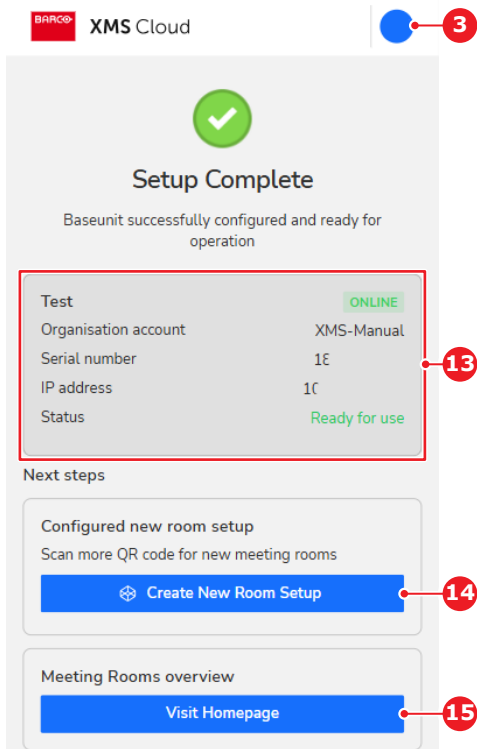 BARCO XMS Cloud
3
Setup Complete
Baseunit successfully configured and ready for
operation
Test ONLINE
Organisation account XMS-Manual
Serial number
13
IP address
Status Ready for use
Next steps
Configured new room setup
Scan more QR code for new meeting rooms
Create New Room Setup
14
Meeting Rooms overview
Visit Homepage
15